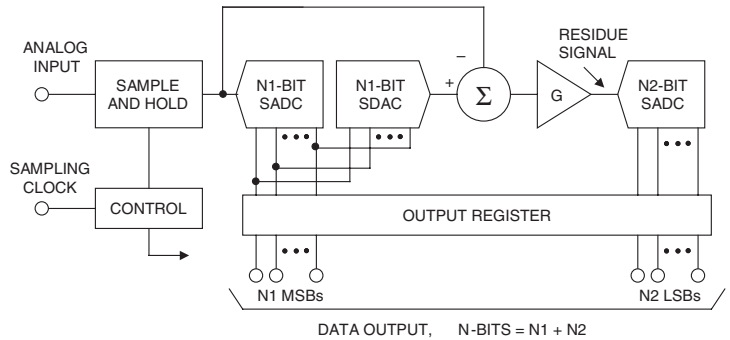 ANALOG
INPUT
SAMPLE
AND HOLD
N1-BIT
SADC
N1-BIT
SDAC
–
+
Σ
G
RESIDUE
SIGNAL
N2-BIT
SADC
SAMPLING
CLOCK
CONTROL
OUTPUT REGISTER
N1 MSBs
N2 LSBs
DATA OUTPUT, N-BITS = N1 + N2